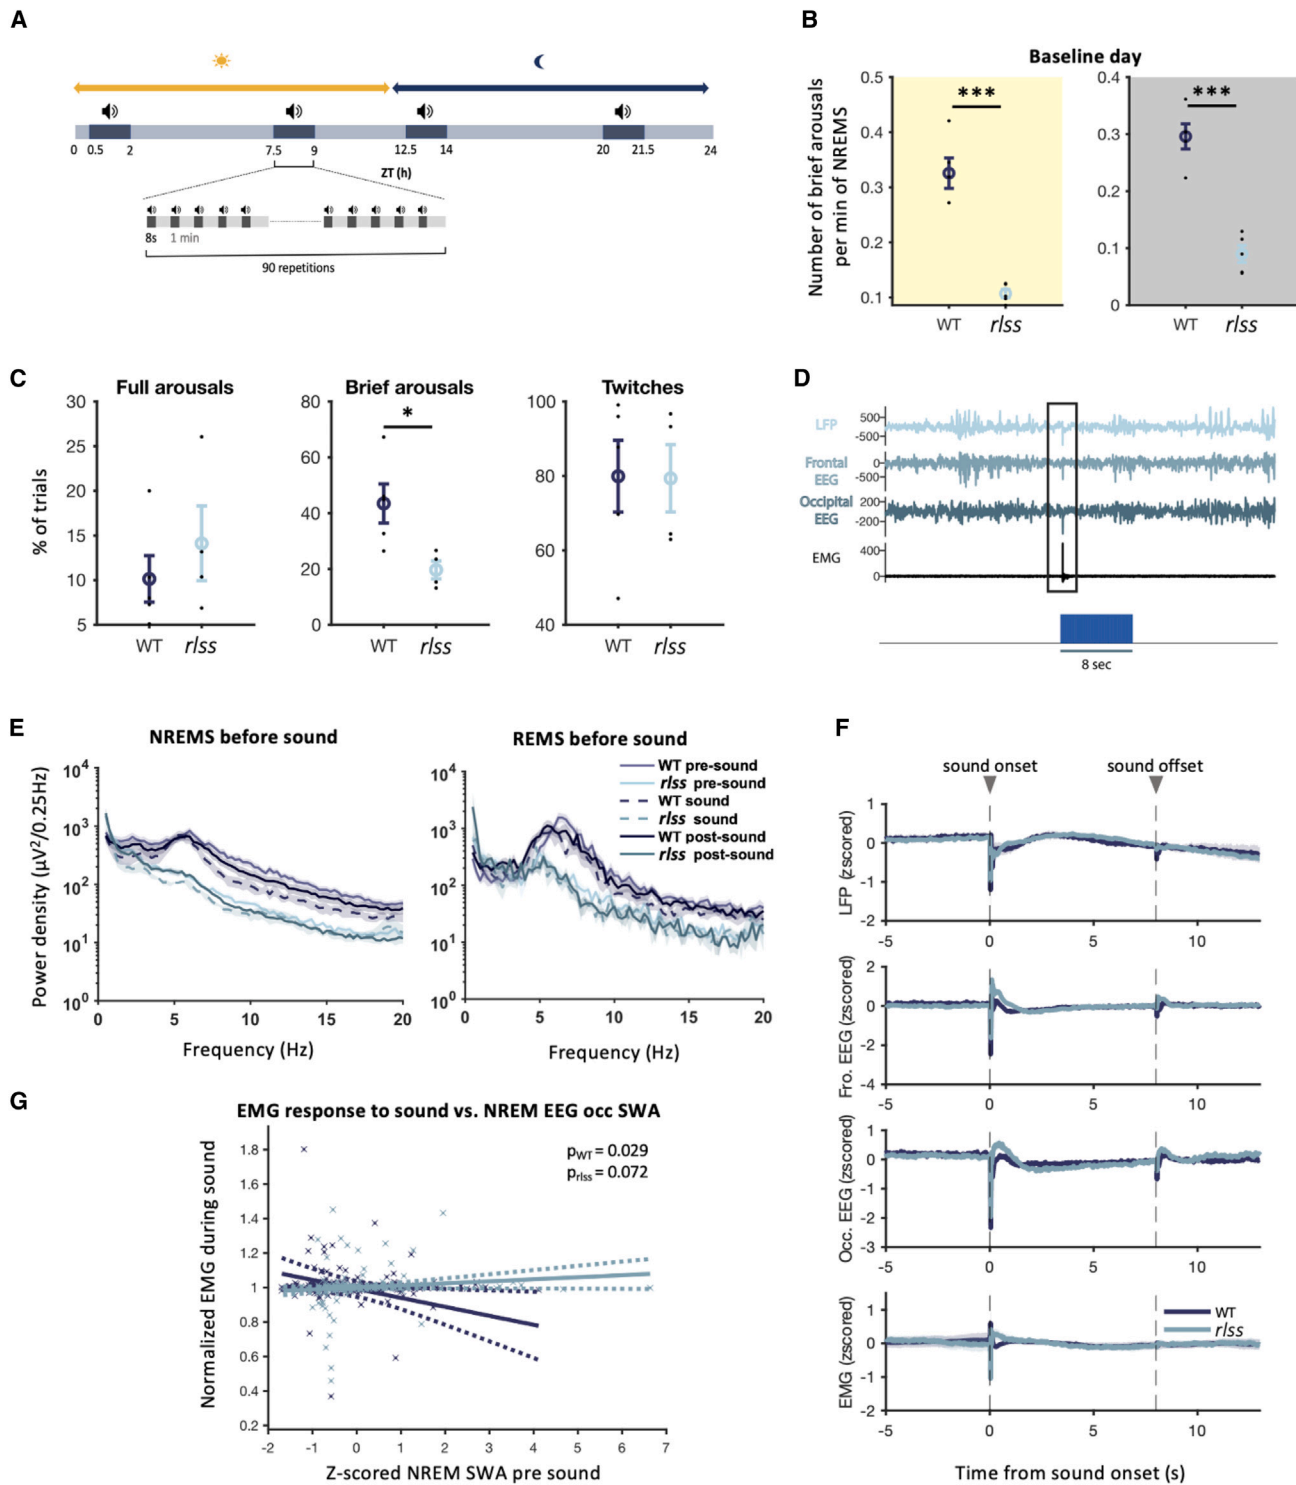 A
0 0.5 2 7.5 9 12.5 14 20 21.5 24
ZT (h)
8s 1 min
90 repetitions
B
Baseline day
Number of brief arousals
per min of NREMS
0.5
0.4
0.3
0.2
0.1
***
WT rlss
0.4
0.3
0.2
0.1
0
***
WT rlss
C
% of trials
Full arousals
30
25
20
15
10
5
WT rlss
Brief arousals
80
60
40
20
0
*
WT rlss
Twitches
100
80
60
40
WT rlss
D
LFP
500
-500
Frontal
EEG
0
-500
Occipital
EEG
200
-200
EMG
400
0
8 sec
E
NREMS before sound
Power density (µV²/0.25Hz)
10⁴
10³
10²
10¹
10⁰
0 5 10 15 20
Frequency (Hz)
REMS before sound
10⁴
10³
10²
10¹
10⁰
0 5 10 15 20
Frequency (Hz)
WT pre-sound
rlss pre-sound
WT sound
rlss sound
WT post-sound
rlss post-sound
F
sound onset sound offset
LFP (zscored)
1
0
-1
-2
-5 0 5 10
Fro. EEG (zscored)
2
0
-2
-4
-5 0 5 10
Occ. EEG (zscored)
1
0
-1
-2
-3
-5 0 5 10
EMG (zscored)
1
0
-1
-2
WT
rlss
-5 0 5 10
Time from sound onset (s)
G
EMG response to sound vs. NREM EEG occ SWA
pWT = 0.029
prlss = 0.072
Normalized EMG during sound
1.8
1.6
1.4
1.2
1
0.8
0.6
0.4
0.2
-2 -1 0 1 2 3 4 5 6 7
Z-scored NREM SWA pre sound